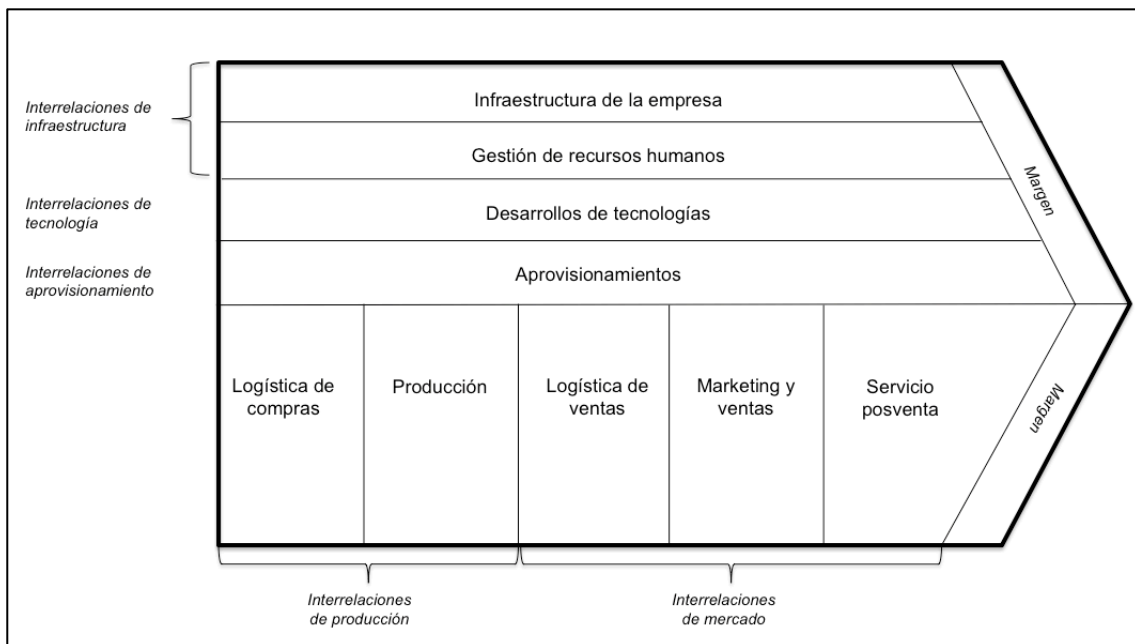 Infraestructura de la empresa
Interrelaciones de
infraestructura
Gestión de recursos humanos
Margen
Interrelaciones de
tecnología
Desarrollos de tecnologías
Interrelaciones de
aprovisionamiento
Aprovisionamientos
Logística de
compras
Producción
Logística de
ventas
Marketing y
ventas
Servicio
posventa
Margen
Interrelaciones
de producción
Interrelaciones
de mercado